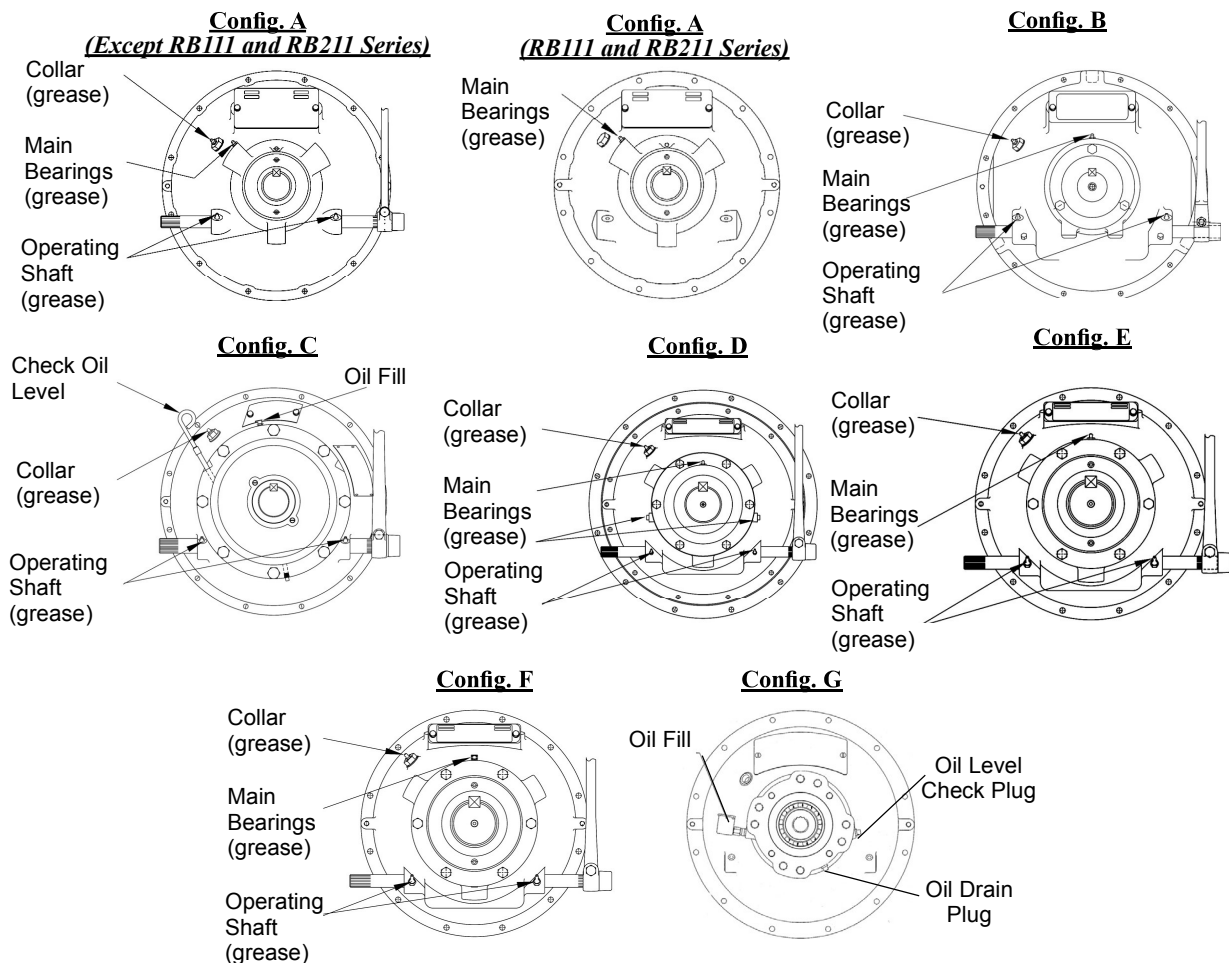 Config. A
(Except RB111 and RB211 Series)
Collar
(grease)
Main
Bearings
(grease)
Operating
Shaft
(grease)
Config. A
(RB111 and RB211 Series)
Main
Bearings
(grease)
Config. B
Collar
(grease)
Main
Bearings
(grease)
Operating
Shaft
(grease)
Config. C
Check Oil
Level
Oil Fill
Collar
(grease)
Operating
Shaft
(grease)
Config. D
Collar
(grease)
Main
Bearings
(grease)
Operating
Shaft
(grease)
Config. E
Collar
(grease)
Main
Bearings
(grease)
Operating
Shaft
(grease)
Config. F
Collar
(grease)
Main
Bearings
(grease)
Operating
Shaft
(grease)
Config. G
Oil Fill
Oil Level
Check Plug
Oil Drain
Plug